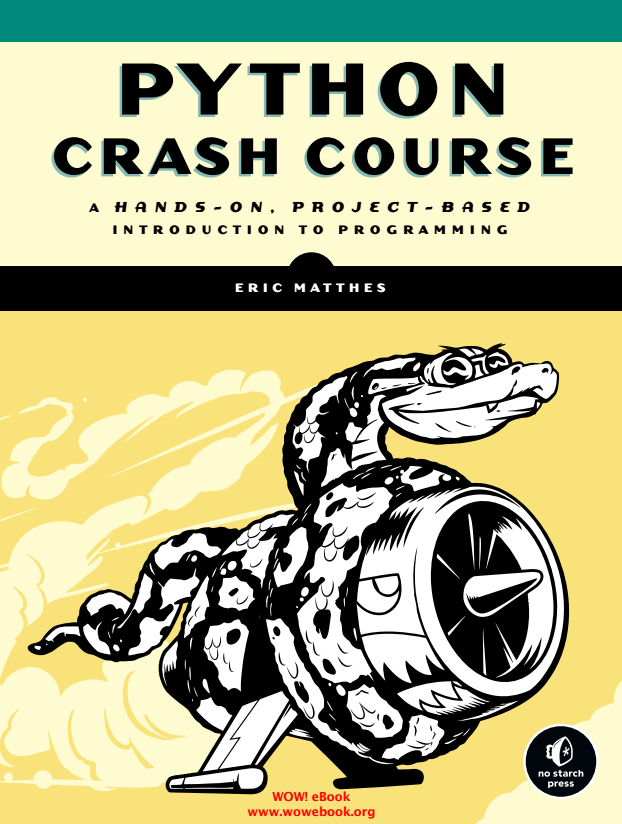 PYTHON
CRASH COURSE
A HANDS-ON, PROJECT-BASED
INTRODUCTION TO PROGRAMMING
ERIC MATTHES
no starch
press
WOW! eBook
www.wowebook.org